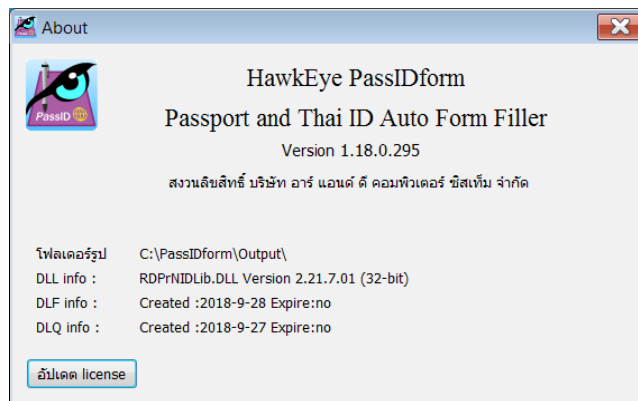 About
PassID
HawkEye PassIDform
Passport and Thai ID Auto Form Filler
Version 1.18.0.295
สงวนลิขสิทธิ์ บริษัท อาร์ แอนด์ ดี คอมพิวเตอร์ ซิสเท็ม จำกัด
โฟลเดอร์รูป C:\PassIDform\Output\
DLL info : RDPrNIDLib.DLL Version 2.21.7.01 (32-bit)
DLF info : Created :2018-9-28 Expire:no
DLQ info : Created :2018-9-27 Expire:no
อัปเดต license